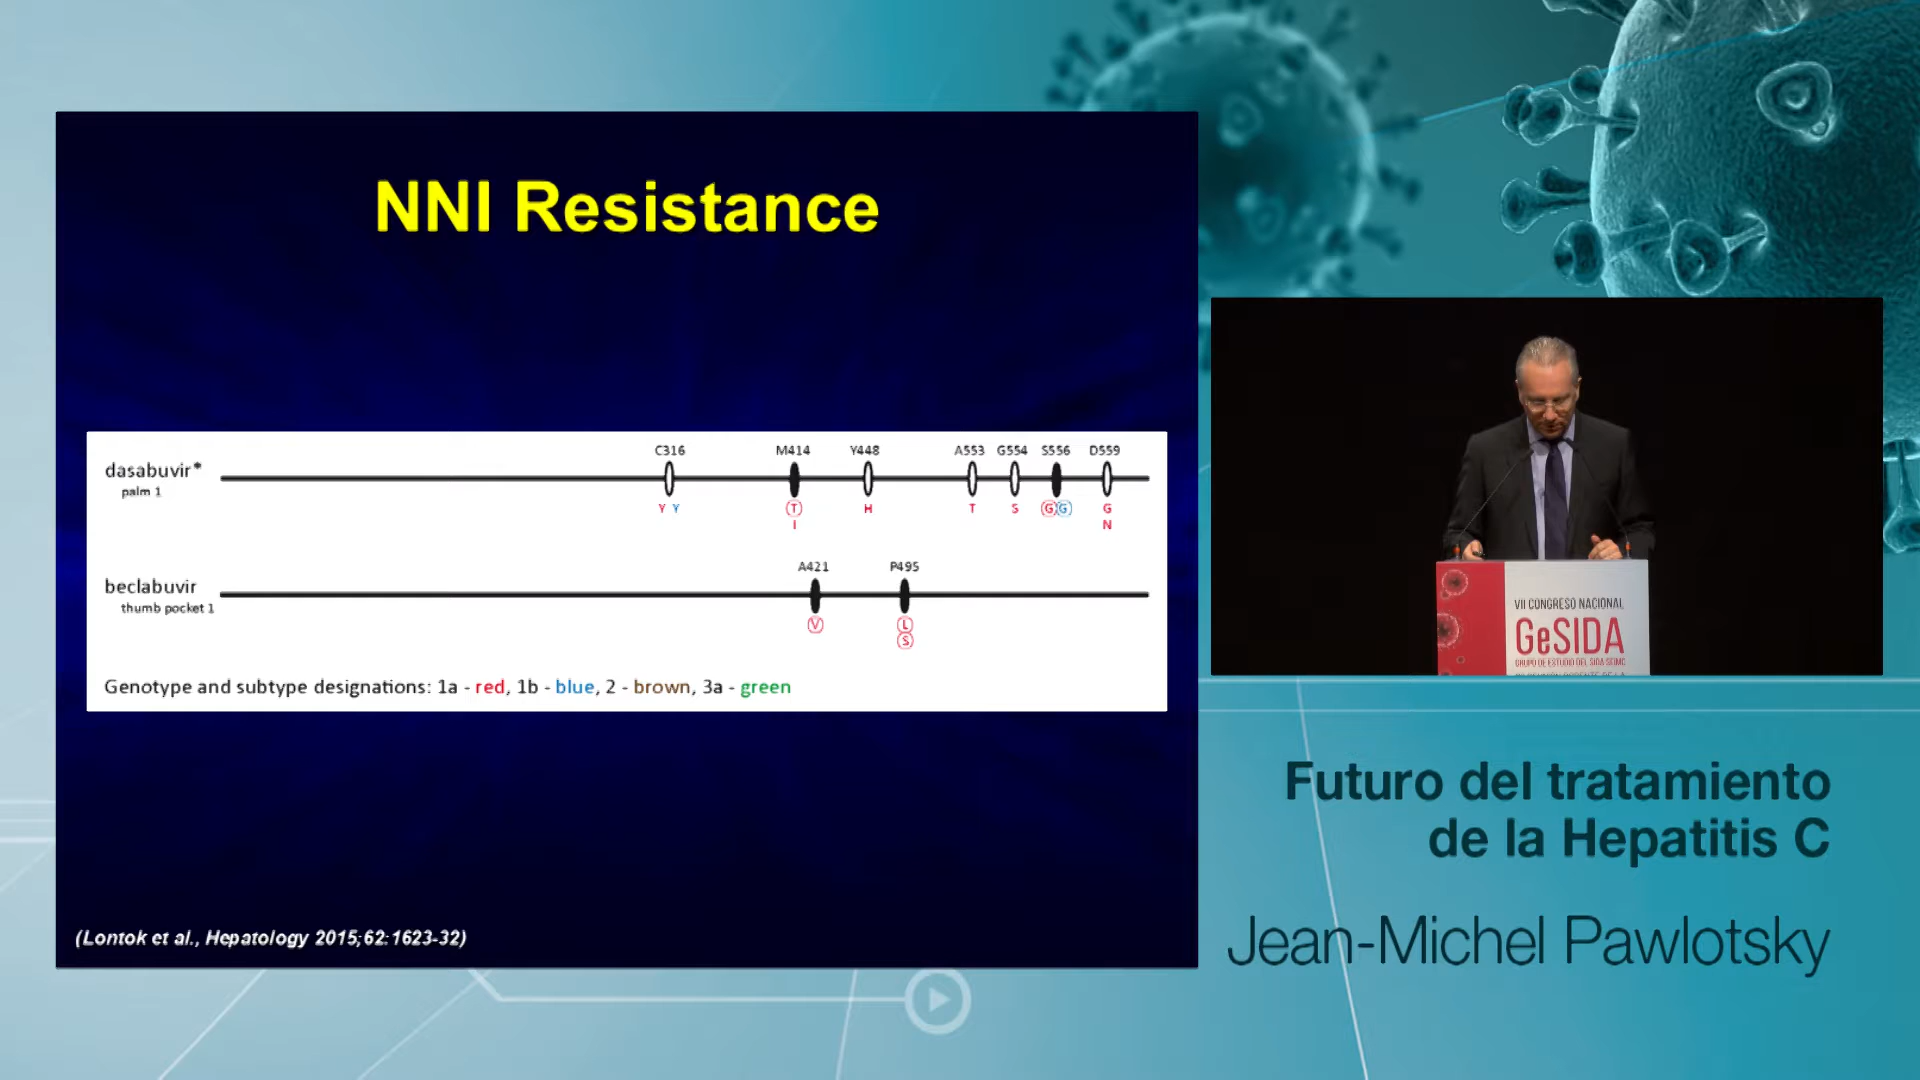 NNI Resistance
C316 M414 Y448 A553 G554 S556 D559
dasabuvir*
palm 1
Y Y T H T S G G G
I N
A421 P495
beclabuvir
thumb pocket 1
V L
S
Genotype and subtype designations: 1a - red, 1b - blue, 2 - brown, 3a - green
(Lontok et al., Hepatology 2015;62:1623-32)
VII CONGRESO NACIONAL
GeSIDA
GRUPO DE ESTUDIO DEL SIDA SEIMC
Futuro del tratamiento
de la Hepatitis C
Jean-Michel Pawlotsky